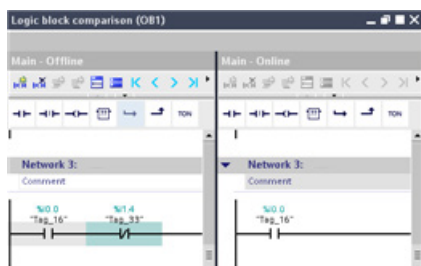 Logic block comparison (OB1)
Main - Offline
Main - Online
TON
TON
Network 3:
Comment
%I0.0
"Tag_16"
%I1.4
"Tag_33"
Network 3:
Comment
%I0.0
"Tag_16"